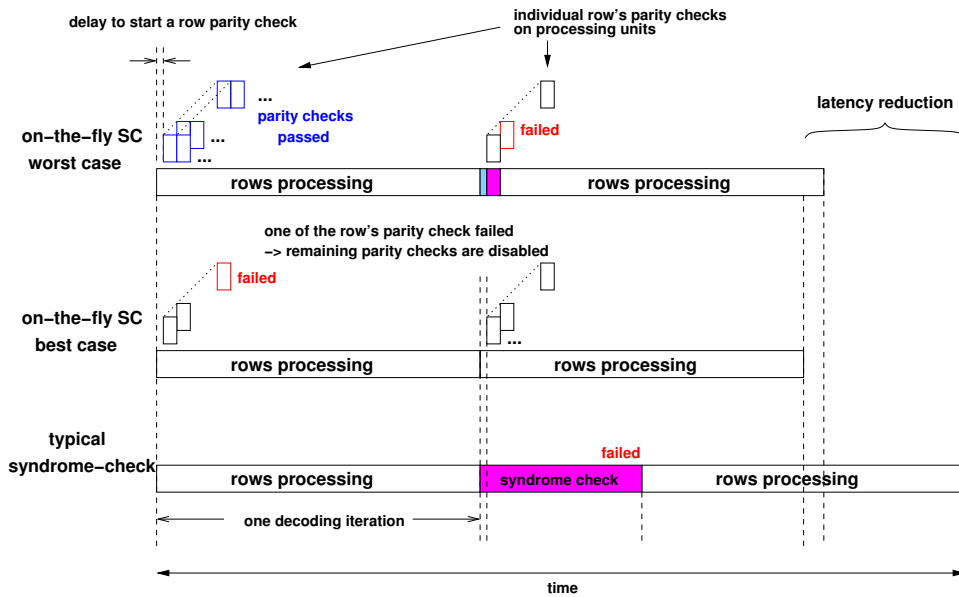 delay to start a row parity check
individual row's parity checks
on processing units
...
parity checks
passed
...
...
failed
latency reduction
on-the-fly SC
worst case
rows processing
rows processing
one of the row's parity check failed
-> remaining parity checks are disabled
failed
on-the-fly SC
best case
...
rows processing
rows processing
typical
syndrome-check
failed
rows processing
syndrome check
rows processing
one decoding iteration
time